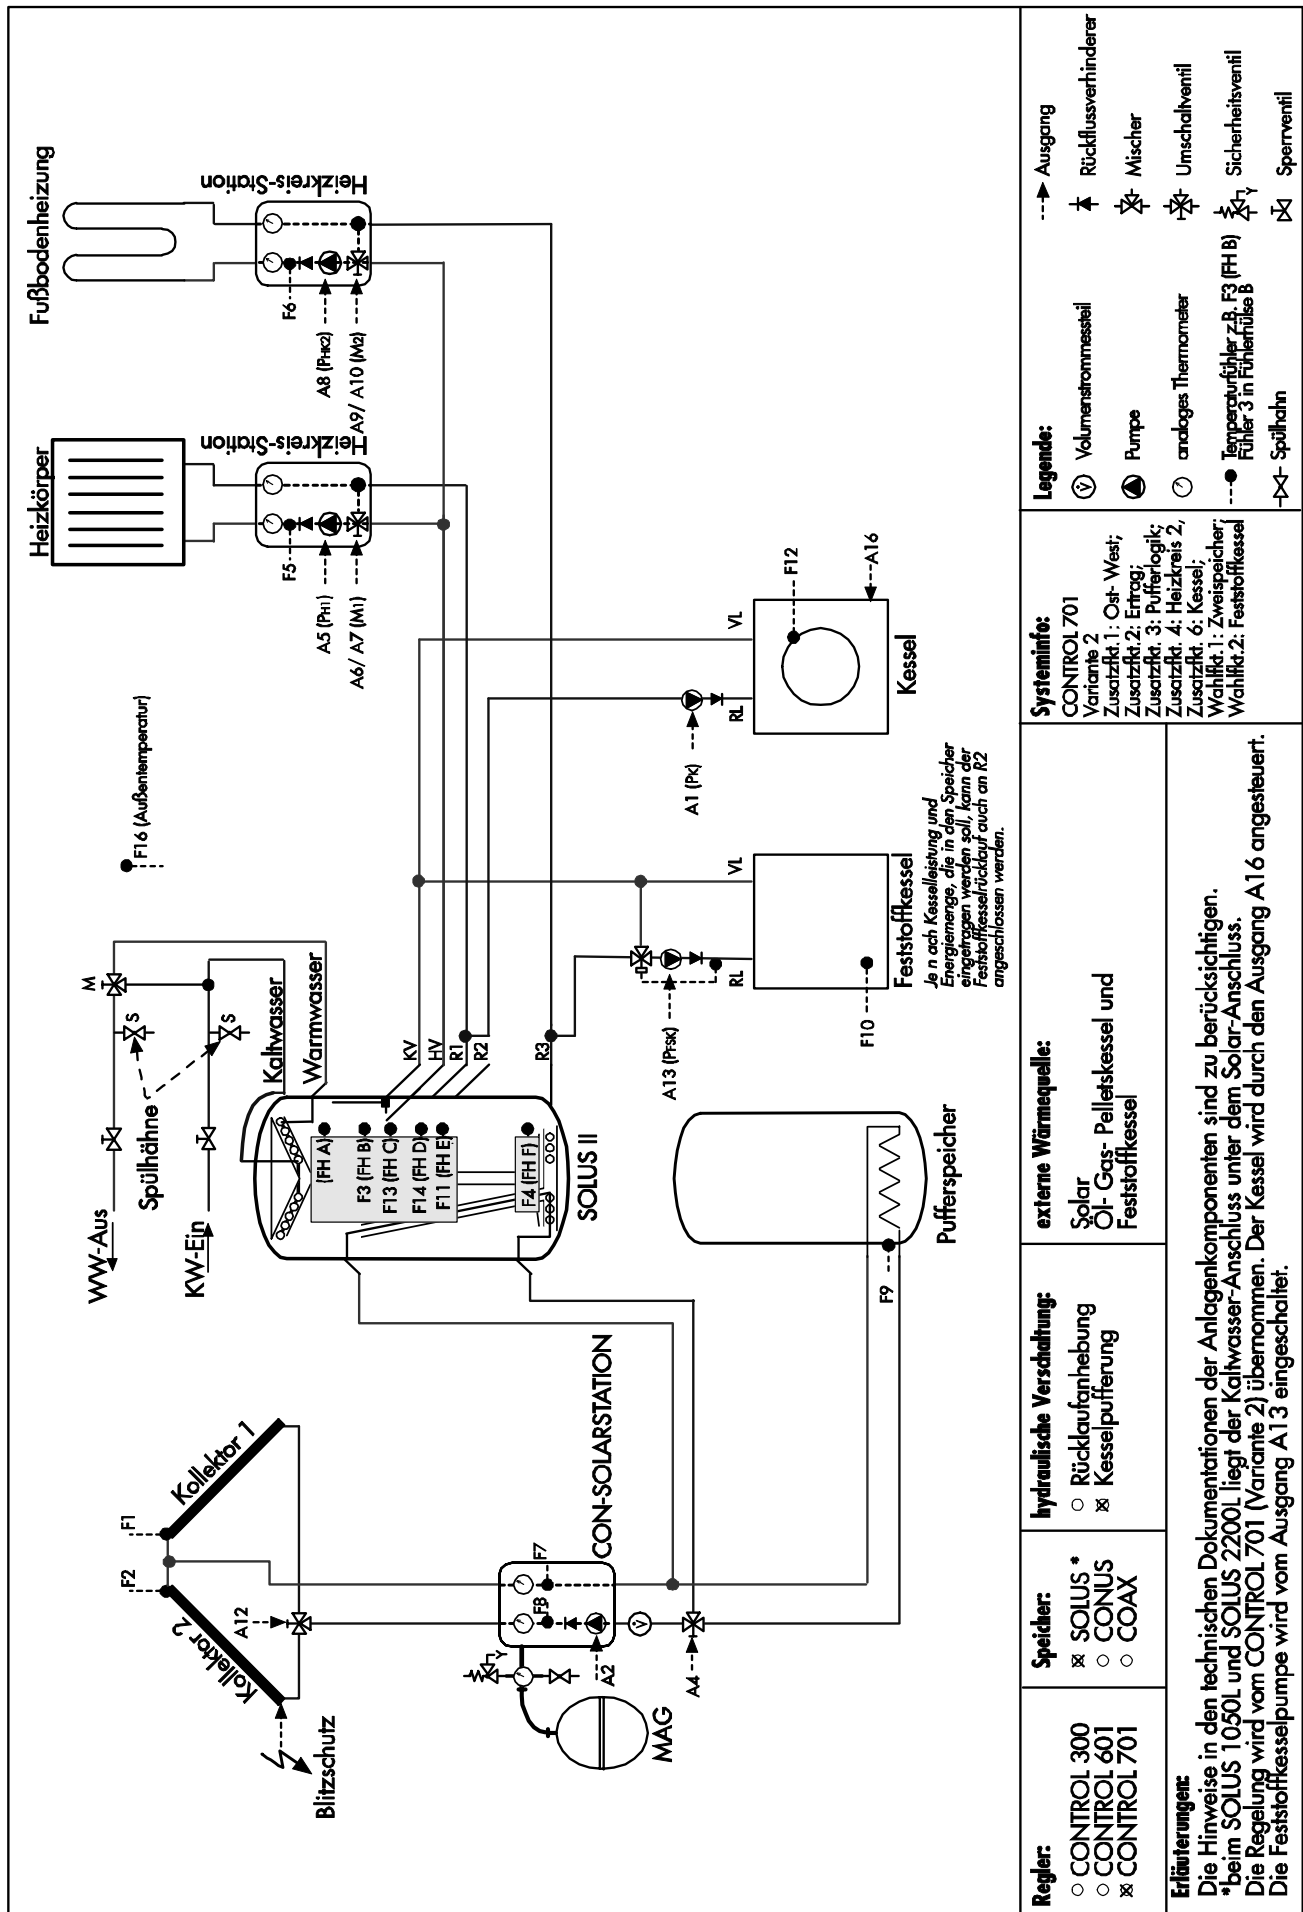 Blitzschutz
Kollektor 2
Kollektor 1
F2
F1
A12
CON-SOLARSTATION
F8
F7
Y
V̇
A2
A4
MAG
WW-Aus
KW-Ein
Spülhähne
S
S
M
Kaltwasser
Warmwasser
F16 (Außentemperatur)
(FH A)
F3 (FH B)
F13 (FH C)
F14 (FH D)
F11 (FH E)
F4 (FH F)
SOLUS II
KV
HV
R1
R2
R3
F9
Pufferspeicher
Heizkörper
Heizkreis-Station
F5
A5 (PH1)
A6/ A7 (M1)
Fußbodenheizung
Heizkreis-Station
F6
A8 (PHK2)
A9/ A10 (M2)
A13 (PFSK)
RL
VL
F10
Feststoffkessel
Je n ach Kesselleistung und
Energiemenge, die in den Speicher
eingetragen werden soll, kann der
Feststoffkesselrücklauf auch an R2
angeschlossen werden.
A1 (PK)
RL
VL
F12
A16
Kessel
Regler:
CONTROL 300
CONTROL 601
CONTROL 701
Speicher:
SOLUS *
CONUS
COAX
hydraulische Verschaltung:
Rücklaufanhebung
Kesselpufferung
externe Wärmequelle:
Solar
Öl- Gas- Pelletskessel und
Feststoffkessel
Systeminfo:
CONTROL 701
Variante 2
Zusatzfkt.1: Ost- West;
Zusatzfkt.2: Ertrag;
Zusatzfkt. 3: Pufferlogik;
Zusatzfkt. 4: Heizkreis 2,
Zusatzfkt. 6: Kessel;
Wahlfkt.1: Zweispeicher;
Wahlfkt.2: Feststoffkessel
Legende:
V̇ Volumenstrommessteil
Pumpe
analoges Thermometer
Temperaturfühler z.B. F3 (FH B)
Fühler 3 in Fühlerhülse B
Spülhahn
Ausgang
Rückflussverhinderer
Mischer
Umschaltventil
Y Sicherheitsventil
Sperrventil
Erläuterungen:
Die Hinweise in den technischen Dokumentationen der Anlagenkomponenten sind zu berücksichtigen.
*beim SOLUS 1050L und SOLUS 2200L liegt der Kaltwasser-Anschluss unter dem Solar-Anschluss.
Die Regelung wird vom CONTROL 701 (Variante 2) übernommen. Der Kessel wird durch den Ausgang A16 angesteuert.
Die Feststoffkesselpumpe wird vom Ausgang A13 eingeschaltet.